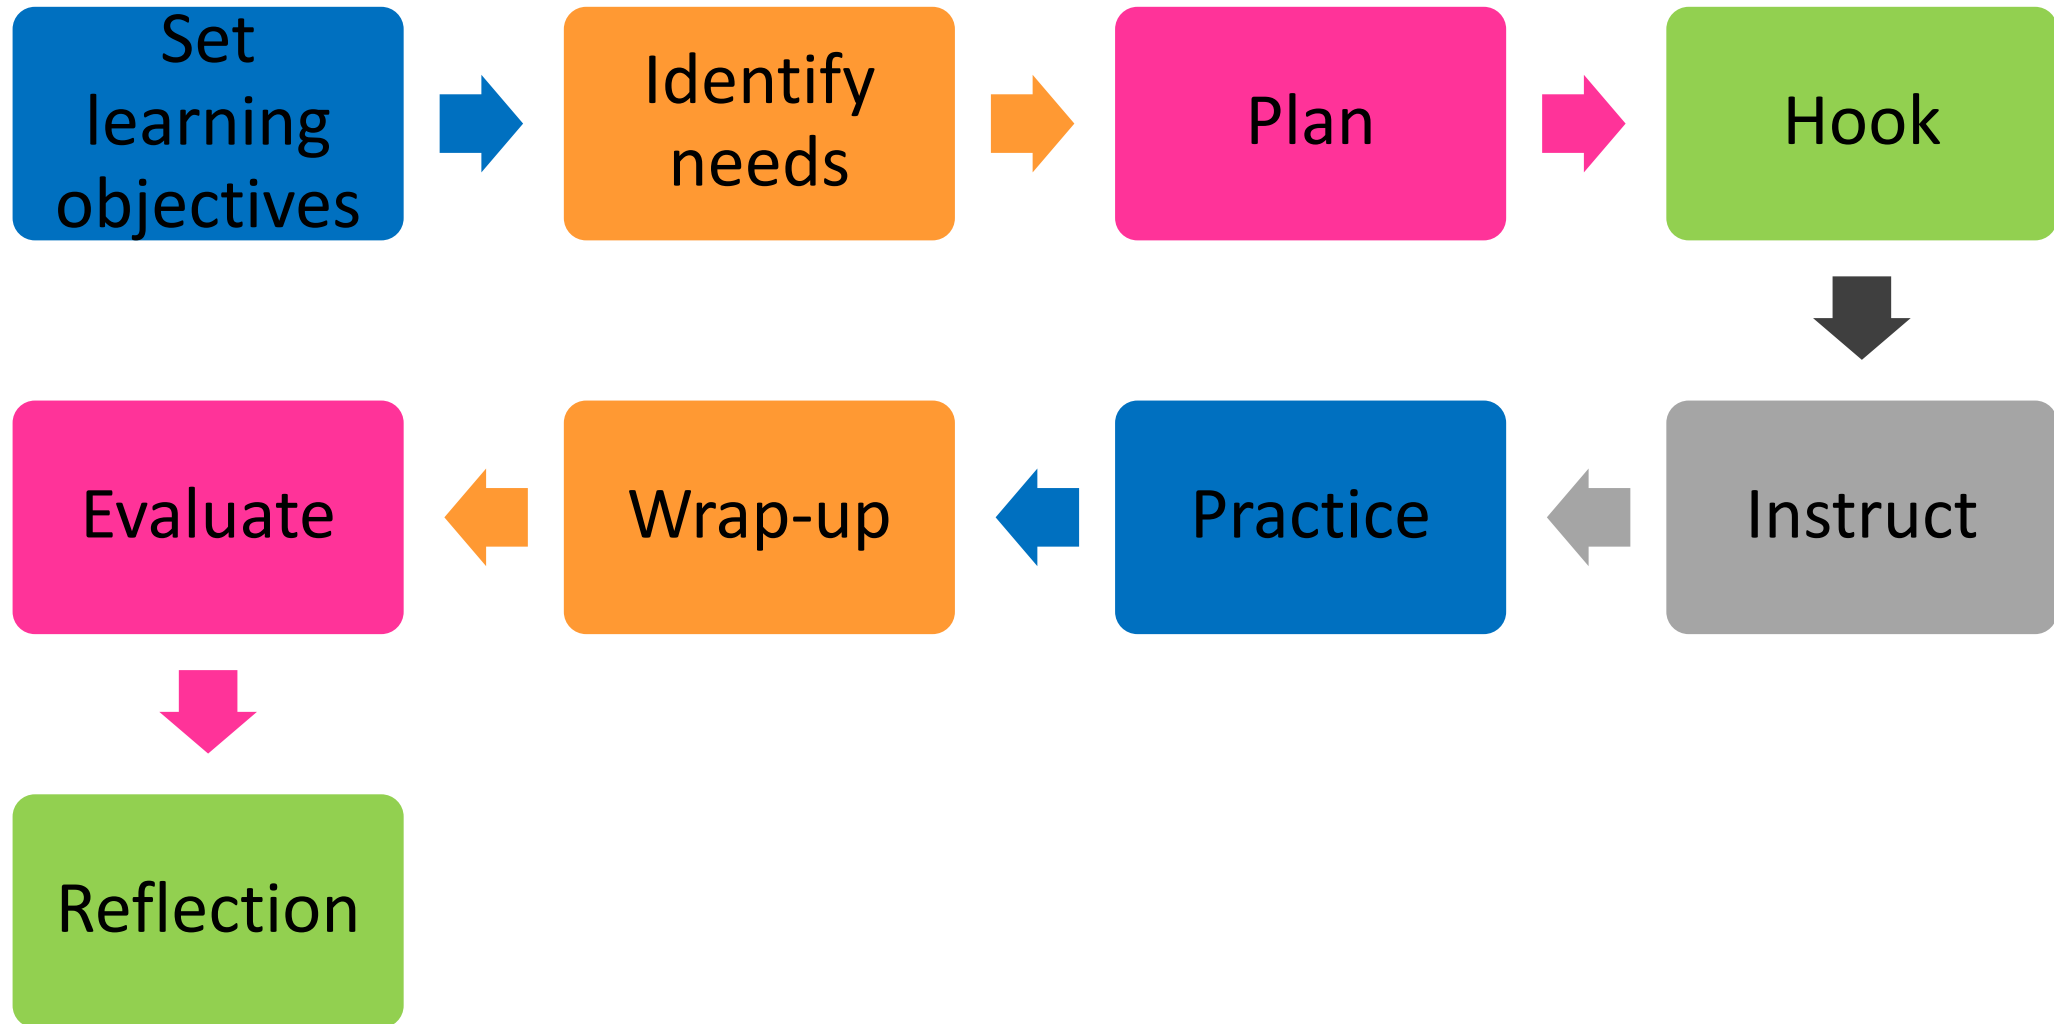 Set
learning
objectives
Identify
needs
Plan
Hook
Instruct
Practice
Wrap-up
Evaluate
Reflection